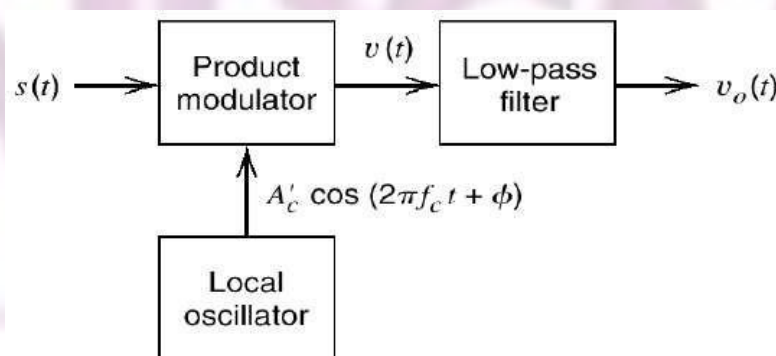 s(t)
Product
modulator
v(t)
Low-pass
filter
v_o(t)
A'_c cos (2πf_c t + ϕ)
Local
oscillator